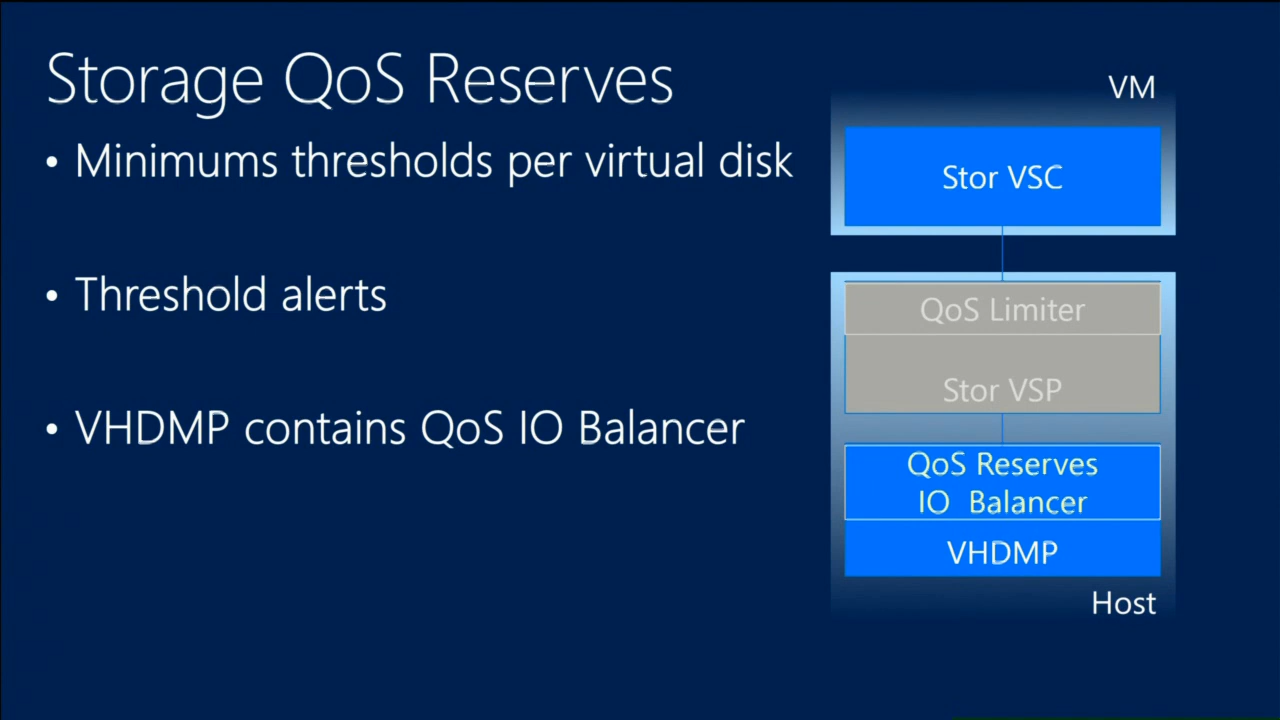 Storage QoS Reserves
• Minimums thresholds per virtual disk
• Threshold alerts
• VHDMP contains QoS IO Balancer
VM
Stor VSC
QoS Limiter
Stor VSP
QoS Reserves
IO Balancer
VHDMP
Host